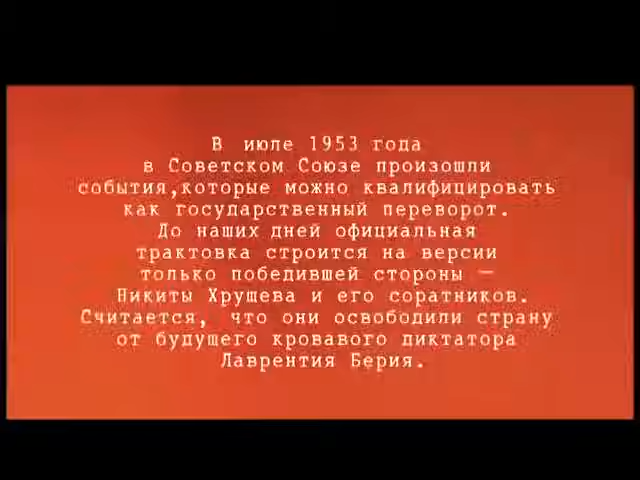 В июле 1953 года
в Советском Союзе произошли
события,которые можно квалифицировать
как государственный переворот.
До наших дней официальная
трактовка строится на версии
только победившей стороны —
Никиты Хрушева и его соратников.
Считается, что они освободили страну
от будущего кровавого диктатора
Лаврентия Берия.